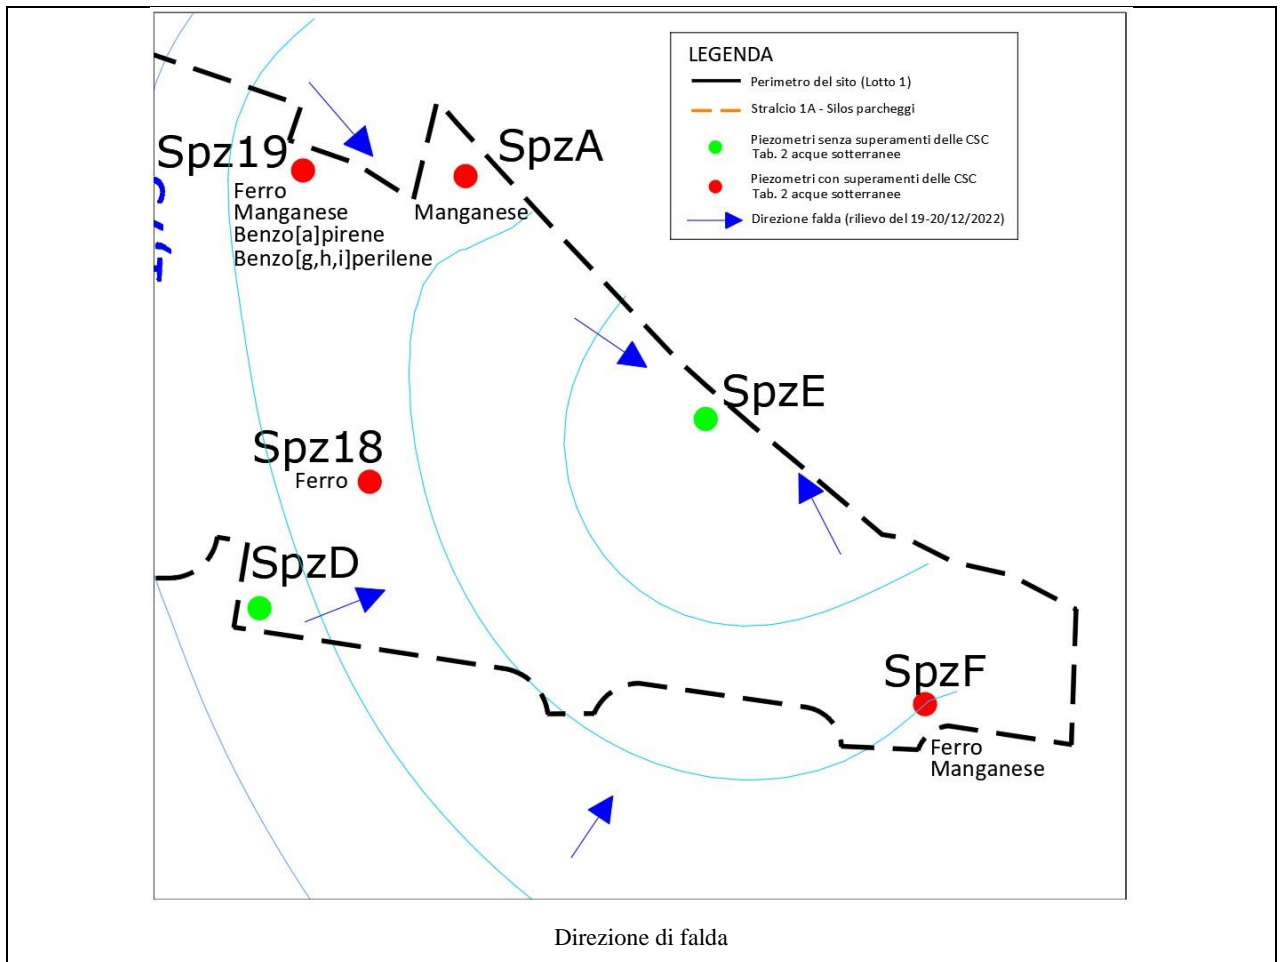 LEGENDA
Perimetro del sito (Lotto 1)
Stralcio 1A - Silos parcheggi
Piezometri senza superamenti delle CSC
Tab. 2 acque sotterranee
Piezometri con superamenti delle CSC
Tab. 2 acque sotterranee
Direzione falda (rilievo del 19-20/12/2022)
Spz19
Ferro
Manganese
Benzo[a]pirene
Benzo[g,h,i]perilene
SpzA
Manganese
SpzE
Spz18
Ferro
SpzD
SpzF
Ferro
Manganese
Direzione di falda